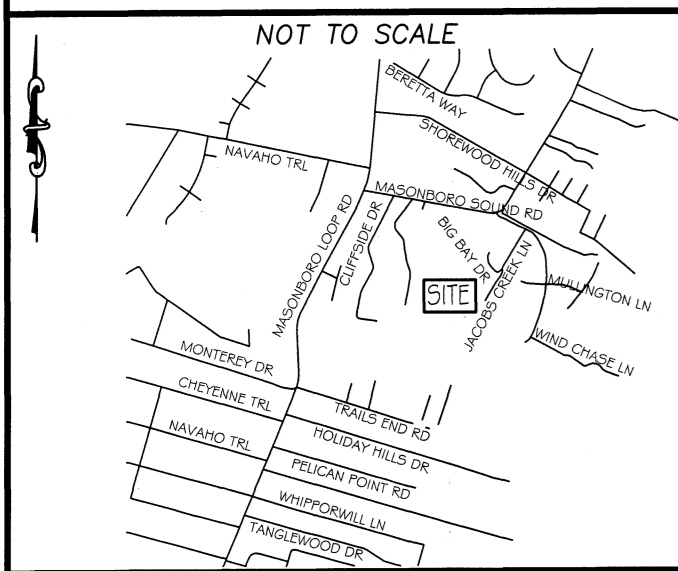 NOT TO SCALE
BERETTA WAY
SHOREWOOD HILLS DR
NAVAHO TRL
MASONBORO SOUND RD
MASONBORO LOOP RD
CLIFFSIDE DR
BIG BAY DR
JACOBS CREEK LN
SITE
MULLINGTON LN
WIND CHASE LN
MONTEREY DR
CHEYENNE TRL
TRAILS END RD
NAVAHO TRL
HOLIDAY HILLS DR
PELICAN POINT RD
WHIPPORWILL LN
TANGLEWOOD DR